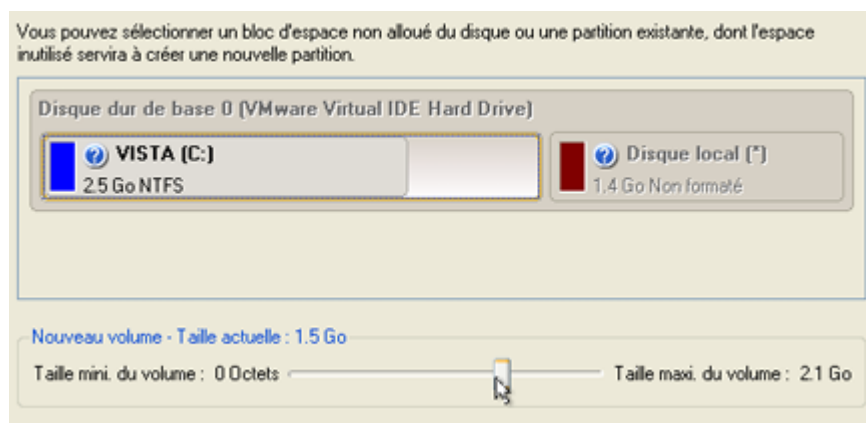 Vous pouvez sélectionner un bloc d'espace non alloué du disque ou une partition existante, dont l'espace
inutilisé servira à créer une nouvelle partition.
Disque dur de base 0 (VMware Virtual IDE Hard Drive)
VISTA (C:)
2.5 Go NTFS
Disque local (*)
1.4 Go Non formaté
Nouveau volume - Taille actuelle : 1.5 Go
Taille mini. du volume : 0 Octets
Taille maxi. du volume : 2.1 Go